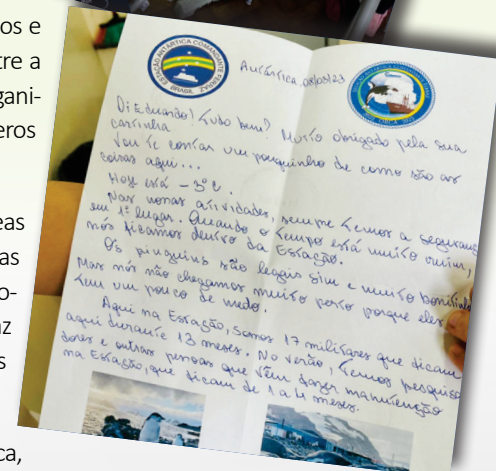 os e
tre a
gani-
eros
eas
as
o-
az
s
ca,
ESTAÇÃO ANTÁRTICA COMANDANTE FERRAZ
BRASIL
Antártica, 08/03/23
Oi Eduardo! Tudo bem? Muito obrigado pela sua
cartinha
Vou te contar um pouquinho de como são as
coisas aqui...
Hoje está -3°C.
Nas nossas atividades, sempre temos a segurança
em 1º lugar. Quando o tempo está muito ruim,
nós ficamos dentro da Estação.
Os pinguins são legais sim e muito bonitinhos
Mas nós não chegamos muito perto porque eles
têm um pouco de medo.
Aqui na Estação, somos 17 militares que ficam
aqui durante 13 meses. No verão, temos pesquisa
dores e outras pessoas que vêm fazer manutenção
na Estação, que ficam de 1 a 4 meses.